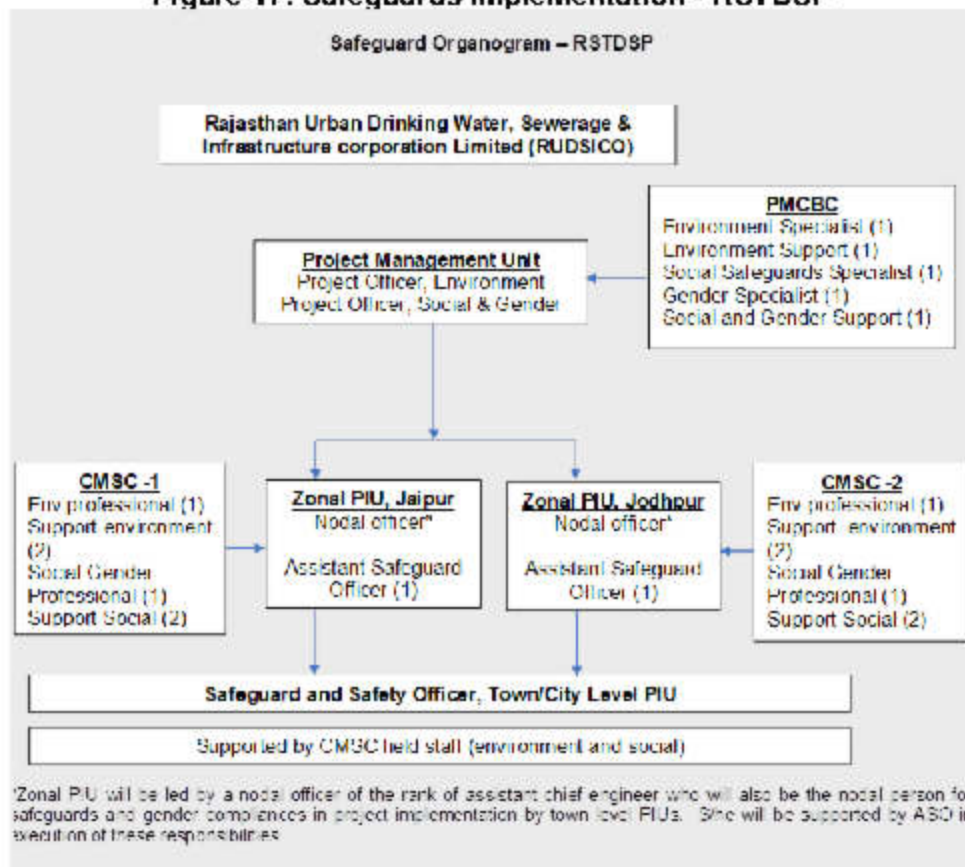 Figure 17: Safeguards Implementation - RSTDSP
Safeguard Organogram – RSTDSP
Rajasthan Urban Drinking Water, Sewerage &
Infrastructure corporation Limited (RUDSICO)
PMCBC
Environment Specialist (1)
Environment Support (1)
Social Safeguards Specialist (1)
Gender Specialist (1)
Social and Gender Support (1)
Project Management Unit
Project Officer, Environment
Project Officer, Social & Gender
CMSC -1
Env professional (1)
Support environment
(2)
Social Gender
Professional (1)
Support Social (2)
Zonal PIU, Jaipur
Nodal officer*
Assistant Safeguard
Officer (1)
Zonal PIU, Jodhpur
Nodal officer*
Assistant Safeguard
Officer (1)
CMSC -2
Env professional (1)
Support environment
(2)
Social Gender
Professional (1)
Support Social (2)
Safeguard and Safety Officer, Town/City Level PIU
Supported by CMSC held staff (environment and social)
*Zonal PIU will be led by a nodal officer of the rank of assistant chief engineer who will also be the nodal person fo
safeguards and gender compliances in project implementation by town level PIUs. S/he will be supported by ASO i
execution of these responsibilities